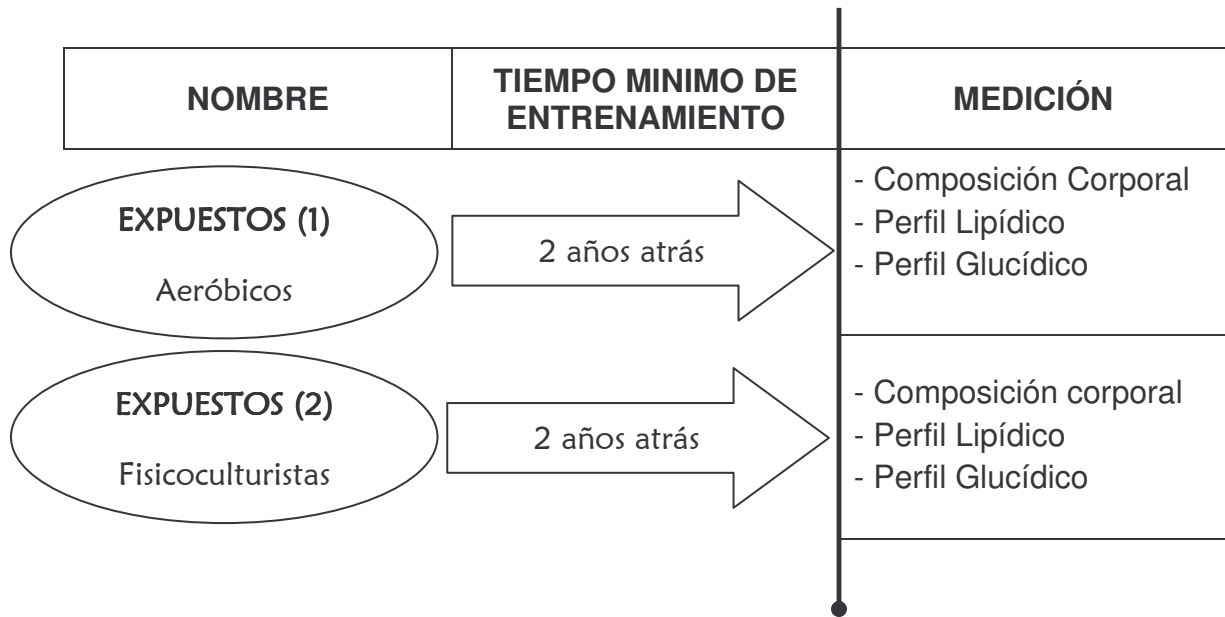 NOMBRE
TIEMPO MINIMO DE
ENTRENAMIENTO
MEDICIÓN
EXPUESTOS (1)
Aeróbicos
2 años atrás
- Composición Corporal
- Perfil Lipídico
- Perfil Glucídico
EXPUESTOS (2)
Fisicoculturistas
2 años atrás
- Composición corporal
- Perfil Lipídico
- Perfil Glucídico